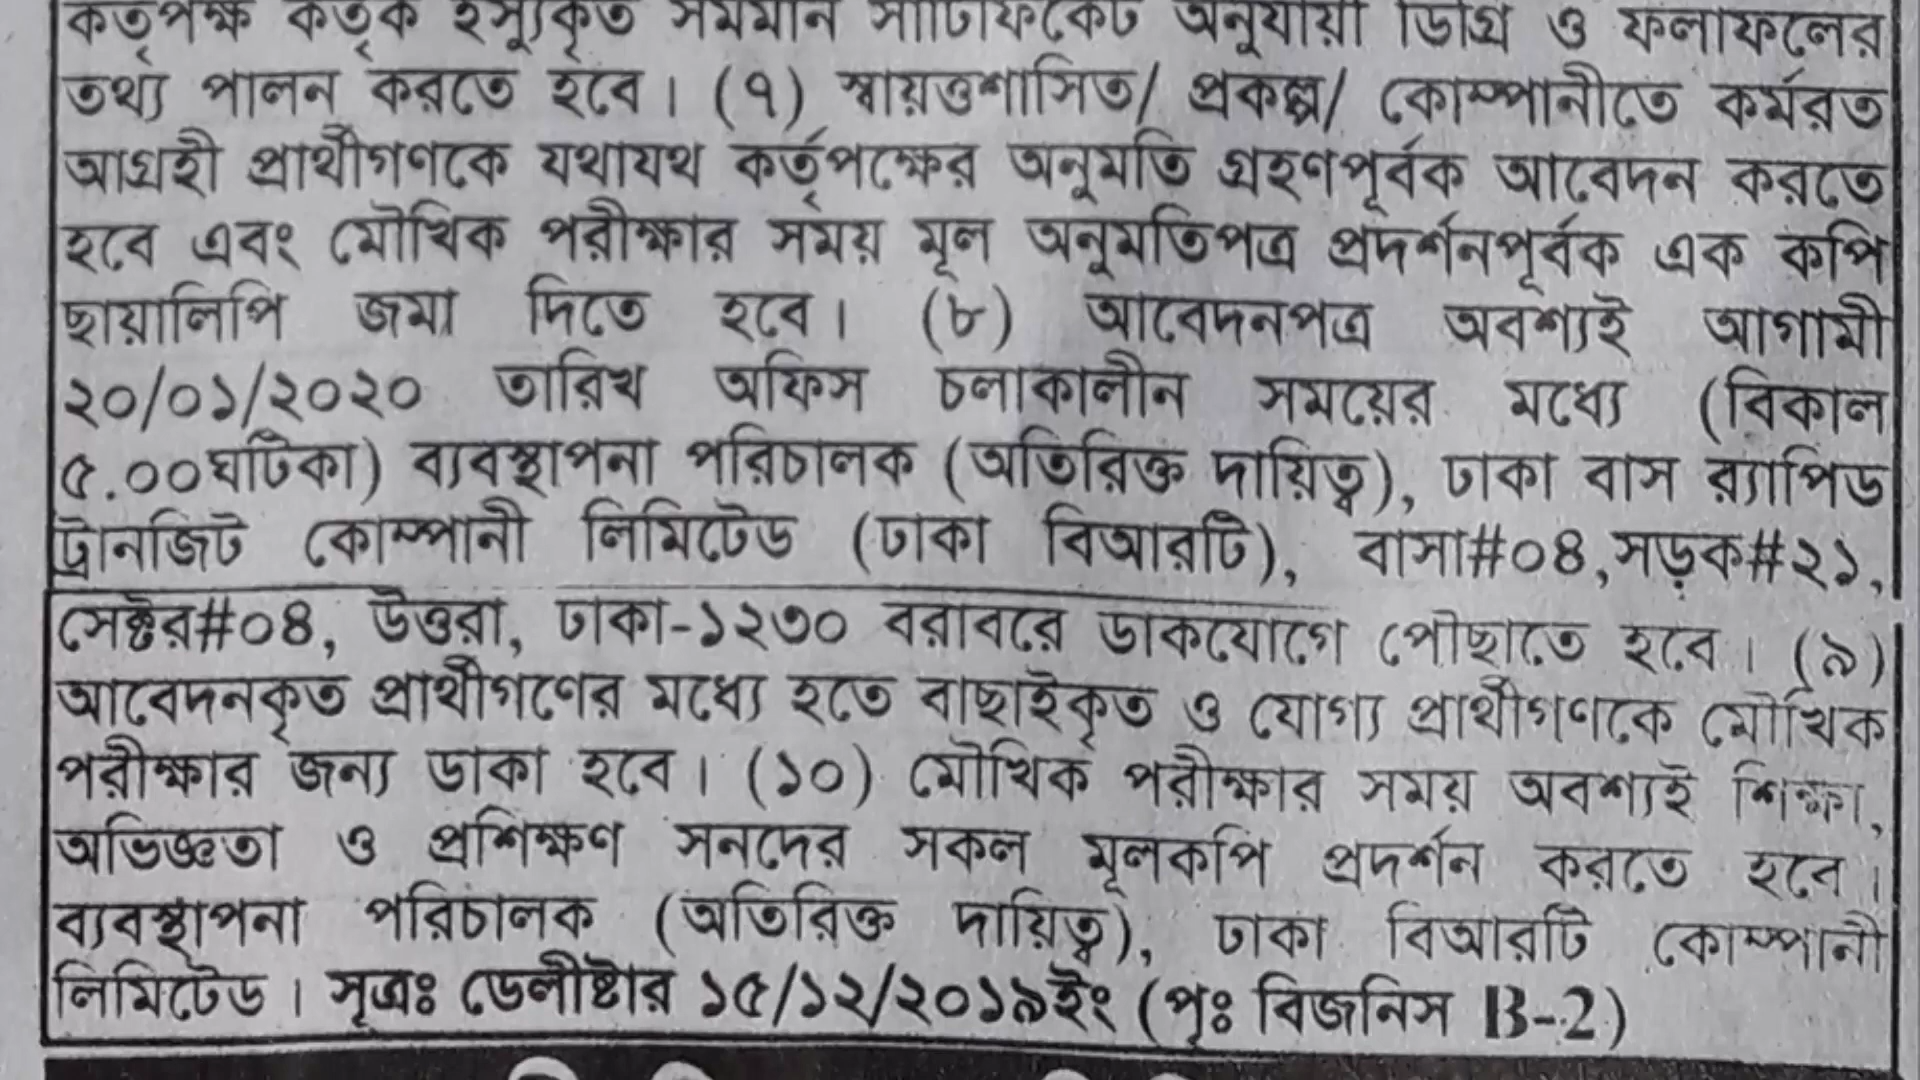 কর্তৃপক্ষ কর্তৃক ইস্যুকৃত সমমান সার্টিফিকেট অনুযায়ী ডিগ্রি ও ফলাফলের
তথ্য পালন করতে হবে। (৭) স্বায়ত্তশাসিত/ প্রকল্প/ কোম্পানীতে কর্মরত
আগ্রহী প্রার্থীগণকে যথাযথ কর্তৃপক্ষের অনুমতি গ্রহণপূর্বক আবেদন করতে
হবে এবং মৌখিক পরীক্ষার সময় মূল অনুমতিপত্র প্রদর্শনপূর্বক এক কপি
ছায়ালিপি জমা দিতে হবে। (৮) আবেদনপত্র অবশ্যই আগামী
২০/০১/২০২০ তারিখ অফিস চলাকালীন সময়ের মধ্যে (বিকাল
৫.০০ঘটিকা) ব্যবস্থাপনা পরিচালক (অতিরিক্ত দায়িত্ব), ঢাকা বাস র‍্যাপিড
ট্রানজিট কোম্পানী লিমিটেড (ঢাকা বিআরটি), বাসা#০৪,সড়ক#২১,
সেক্টর#০৪, উত্তরা, ঢাকা-১২৩০ বরাবরে ডাকযোগে পৌছাতে হবে। (৯)
আবেদনকৃত প্রার্থীগণের মধ্যে হতে বাছাইকৃত ও যোগ্য প্রার্থীগণকে মৌখিক
পরীক্ষার জন্য ডাকা হবে। (১০) মৌখিক পরীক্ষার সময় অবশ্যই শিক্ষা,
অভিজ্ঞতা ও প্রশিক্ষণ সনদের সকল মূলকপি প্রদর্শন করতে হবে।
ব্যবস্থাপনা পরিচালক (অতিরিক্ত দায়িত্ব), ঢাকা বিআরটি কোম্পানী
লিমিটেড। সূত্রঃ ডেলীষ্টার ১৫/১২/২০১৯ইং (পৃঃ বিজনিস B-2)